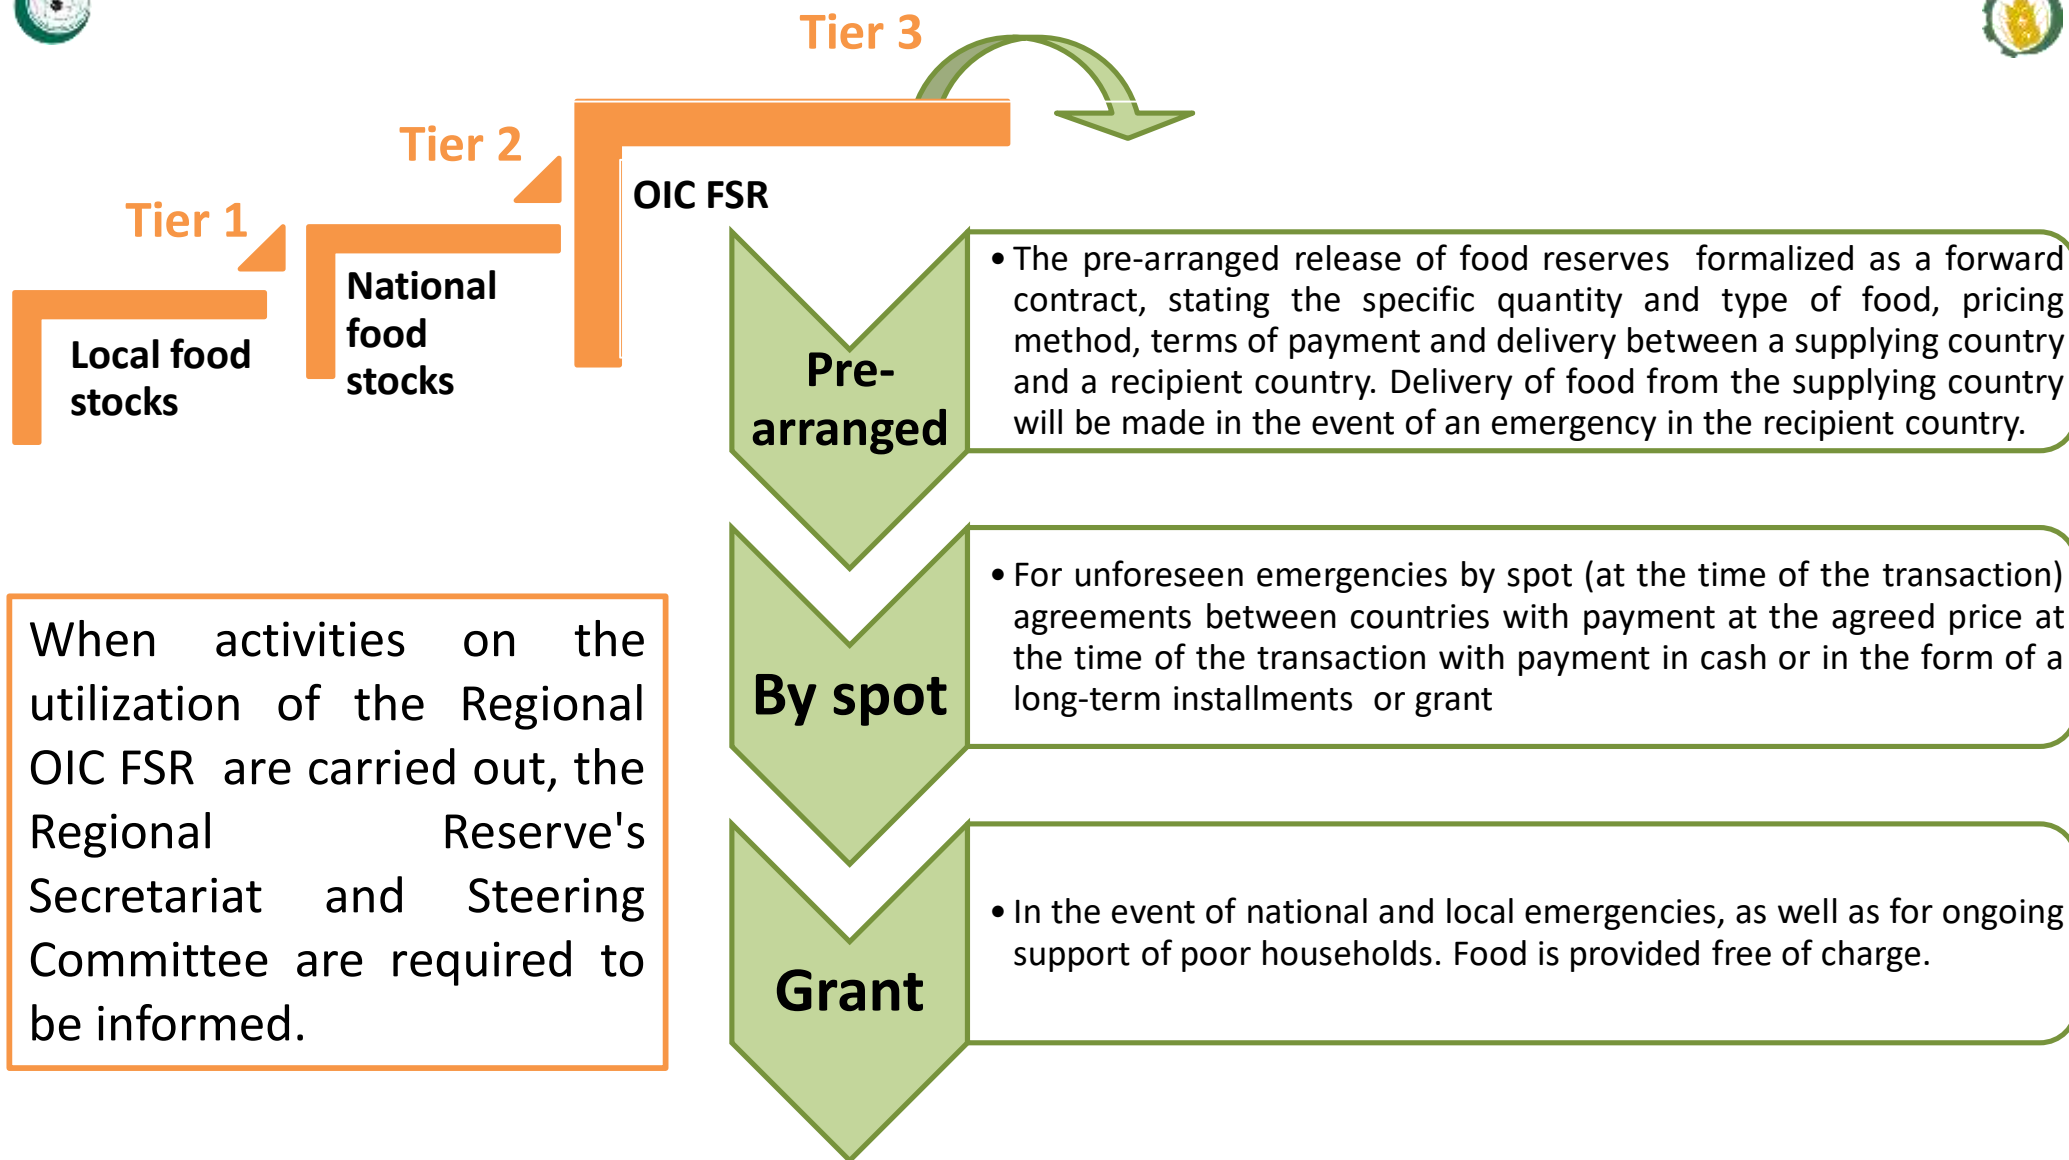 Tier 3
Tier 2
Tier 1
OIC FSR
National
food
stocks
Local food
stocks
Pre-
arranged
• The pre-arranged release of food reserves formalized as a forward
contract, stating the specific quantity and type of food, pricing
method, terms of payment and delivery between a supplying country
and a recipient country. Delivery of food from the supplying country
will be made in the event of an emergency in the recipient country.
By spot
• For unforeseen emergencies by spot (at the time of the transaction)
agreements between countries with payment at the agreed price at
the time of the transaction with payment in cash or in the form of a
long-term installments or grant
Grant
• In the event of national and local emergencies, as well as for ongoing
support of poor households. Food is provided free of charge.
When activities on the
utilization of the Regional
OIC FSR are carried out, the
Regional Reserve's
Secretariat and Steering
Committee are required to
be informed.